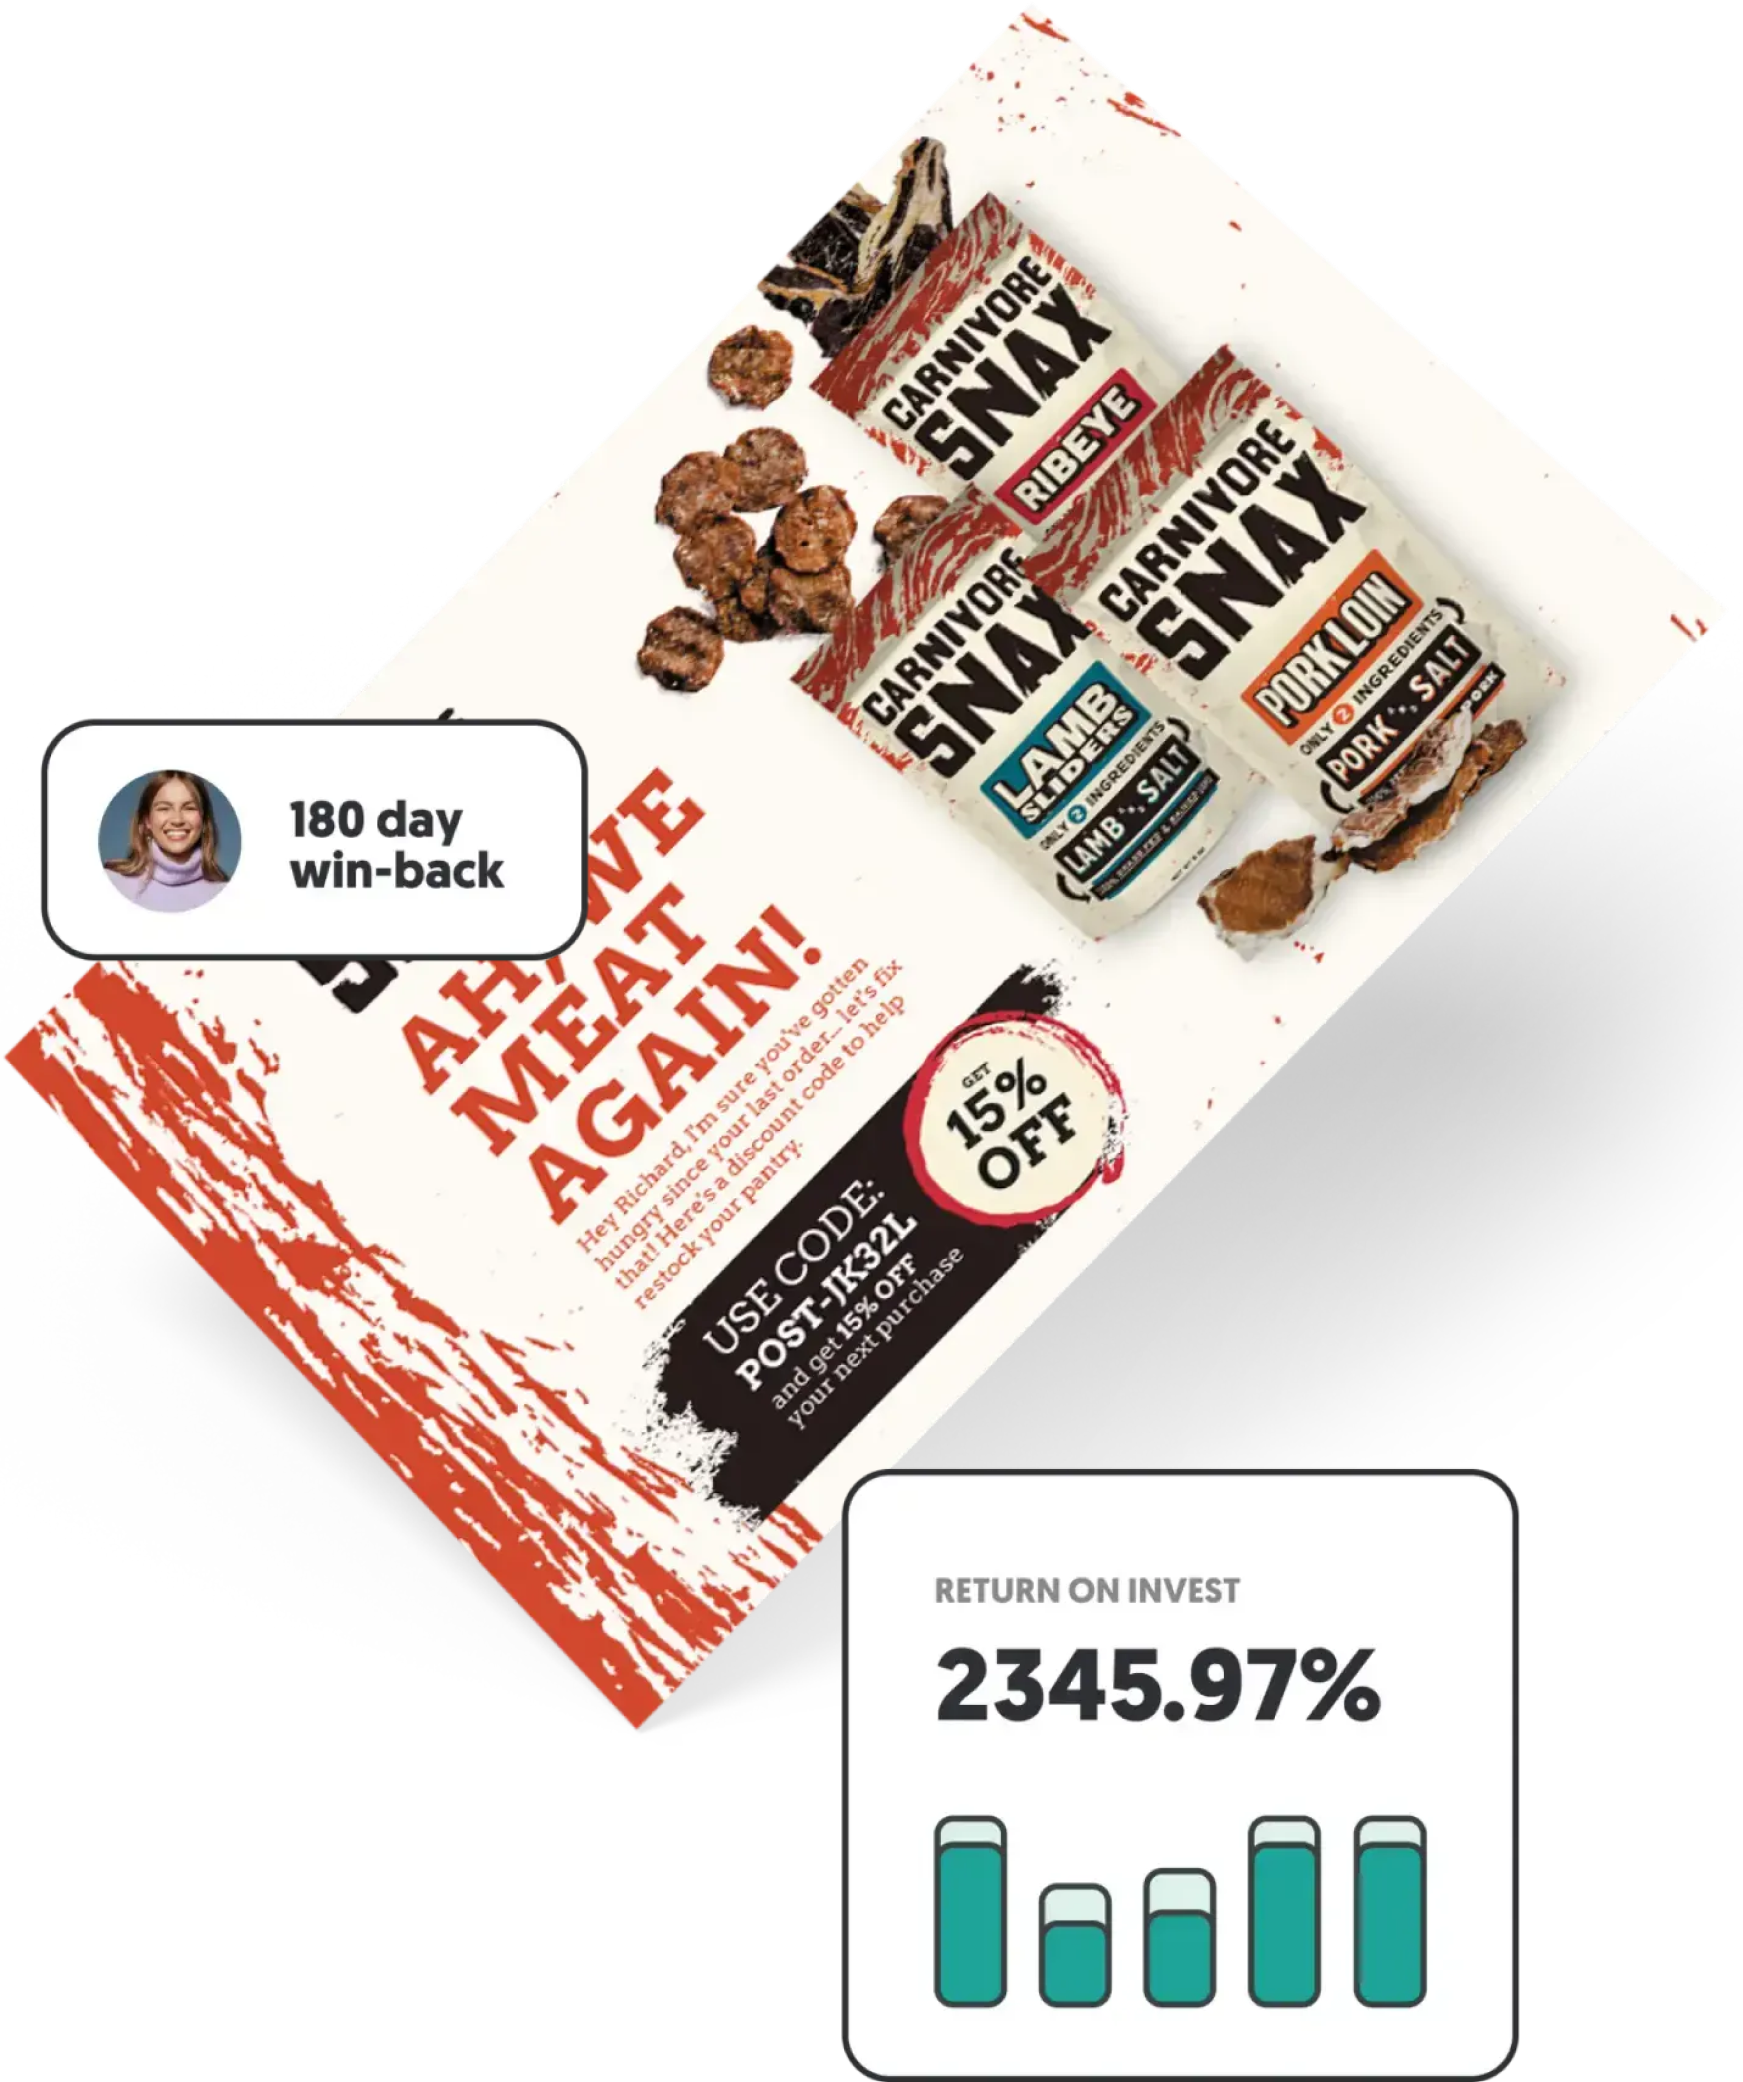 CARNIVORE
SNAX
RIBEYE
CARNIVORE
SNAX
PORK LOIN
ONLY 2 INGREDIENTS
PORK SALT
PORK
CARNIVORE
SNAX
LAMB
SLIDERS
ONLY 2 INGREDIENTS
LAMB SALT
180 day
win-back
AH, WE
MEAT
AGAIN!
Hey Richard, I'm sure you've gotten
hungry since your last order... let's fix
that! Here's a discount code to help
restock your pantry.
GET
15%
OFF
USE CODE:
POST-JK32L
and get 15% OFF
your next purchase
RETURN ON INVEST
2345.97%